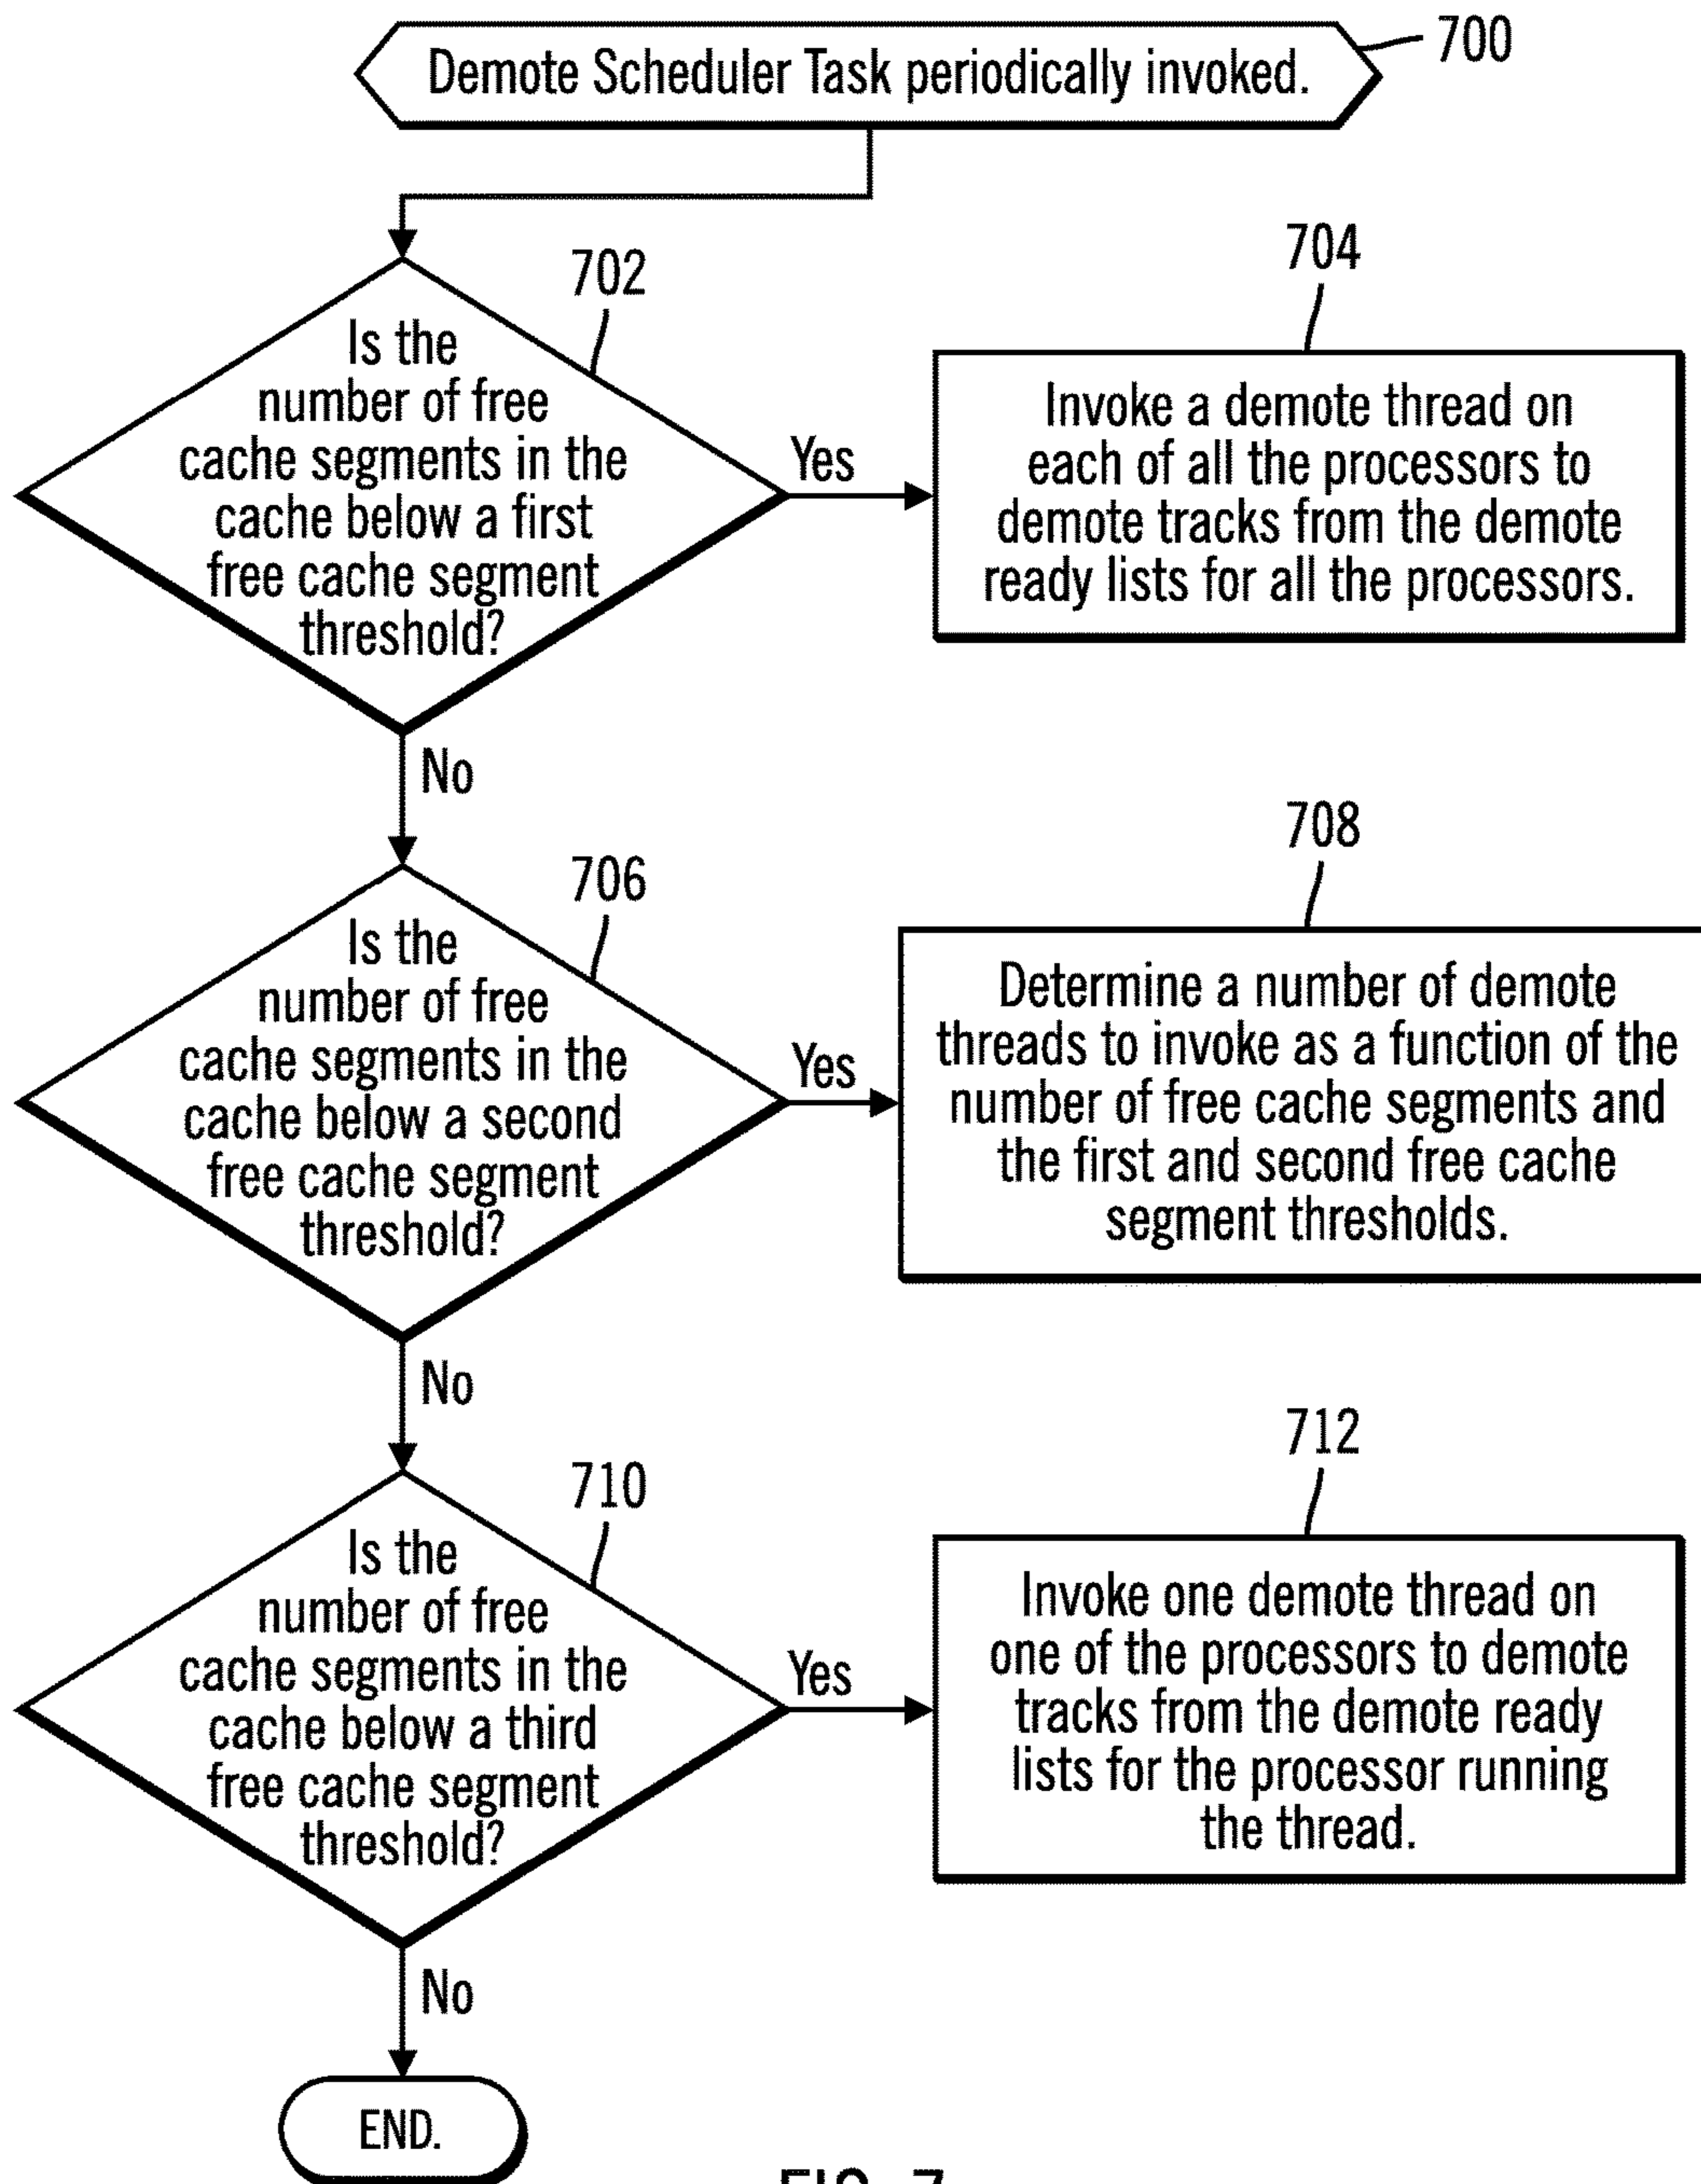 Demote Scheduler Task periodically invoked.
700
702
Is the
number of free
cache segments in the
cache below a first
free cache segment
threshold?
Yes
704
Invoke a demote thread on
each of all the processors to
demote tracks from the demote
ready lists for all the processors.
No
706
Is the
number of free
cache segments in the
cache below a second
free cache segment
threshold?
Yes
708
Determine a number of demote
threads to invoke as a function of the
number of free cache segments and
the first and second free cache
segment thresholds.
No
710
Is the
number of free
cache segments in the
cache below a third
free cache segment
threshold?
Yes
712
Invoke one demote thread on
one of the processors to demote
tracks from the demote ready
lists for the processor running
the thread.
No
END.
FIG. 7